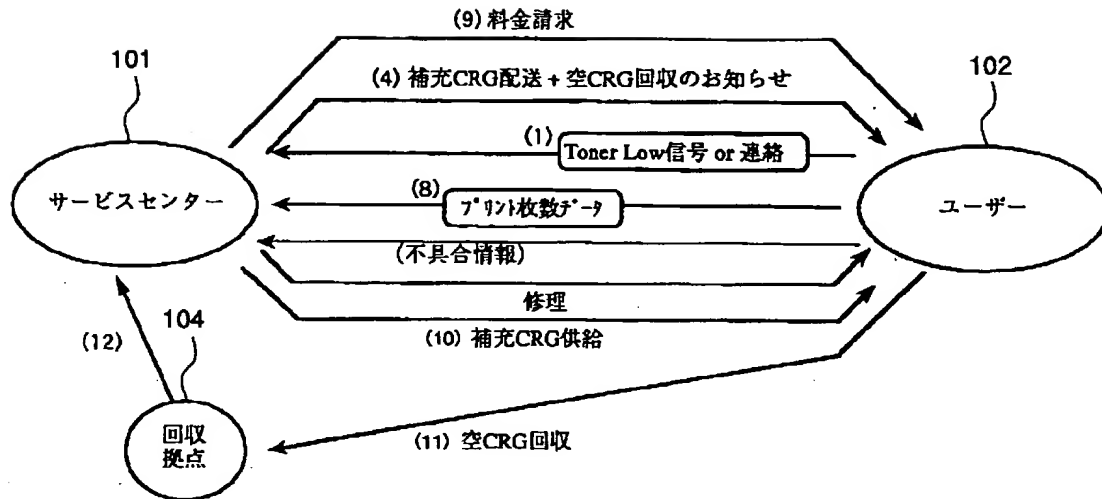 (9) 料金請求
101
(4) 補充CRG配送 + 空CRG回収のお知らせ
102
(1) Toner Low信号 or 連絡
サービスセンター
(8) プリント枚数データ
ユーザー
(不具合情報)
修理
(10) 補充CRG供給
104
(12)
回収
拠点
(11) 空CRG回収